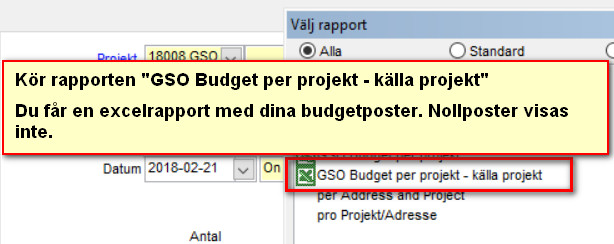 Välj rapport
Projekt 18008 GSO
Alla Standard
Kör rapporten "GSO Budget per projekt - källa projekt"
Du får en excelrapport med dina budgetposter. Nollposter visas
inte.
Datum 2018-02-21 On
GSO Budget per projekt - källa projekt
per Address and Project
pro Projekt/Adresse
Antal